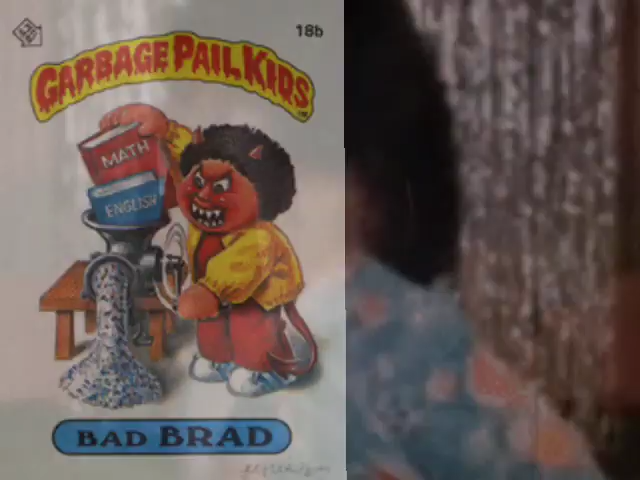 18b
GARBAGE PAIL KIDS
MATH
ENGLISH
BAD BRAD